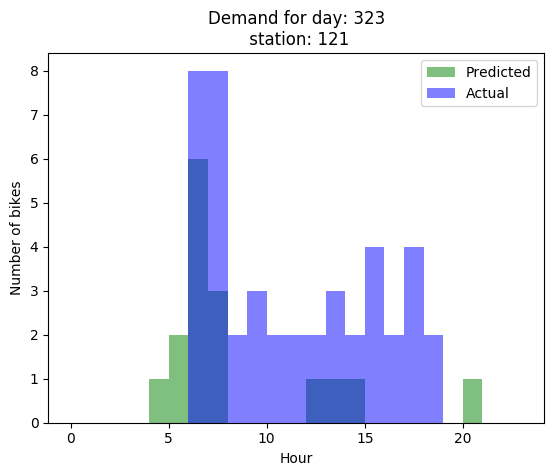 Demand for day: 323
station: 121
Predicted
Actual
8
7
6
5
4
3
2
1
0
Number of bikes
0 5 10 15 20
Hour